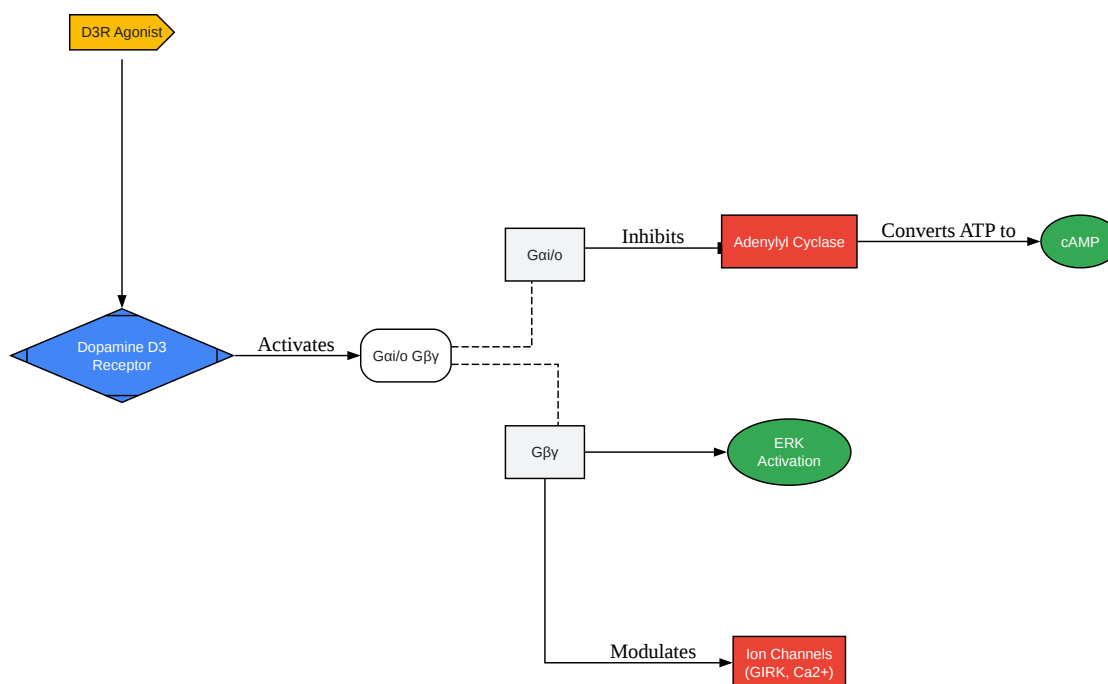 D3R Agonist
Inhibits
Converts ATP to
Gαi/o
Adenylyl Cyclase
cAMP
Dopamine D3
Receptor
Activates
Gαi/o Gβγ
Gβγ
ERK
Activation
Modulates
Ion Channels
(GIRK, Ca2+)